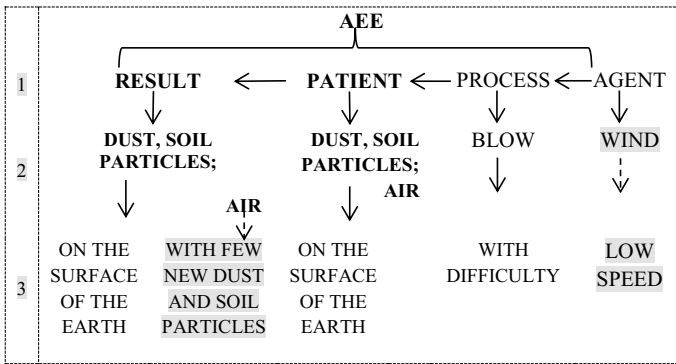 AEE
1 RESULT PATIENT PROCESS AGENT
DUST, SOIL DUST, SOIL BLOW WIND
PARTICLES; PARTICLES;
2
AIR
AIR
ON THE WITH FEW ON THE WITH LOW
SURFACE NEW DUST SURFACE DIFFICULTY SPEED
3
OF THE AND SOIL OF THE
EARTH PARTICLES EARTH